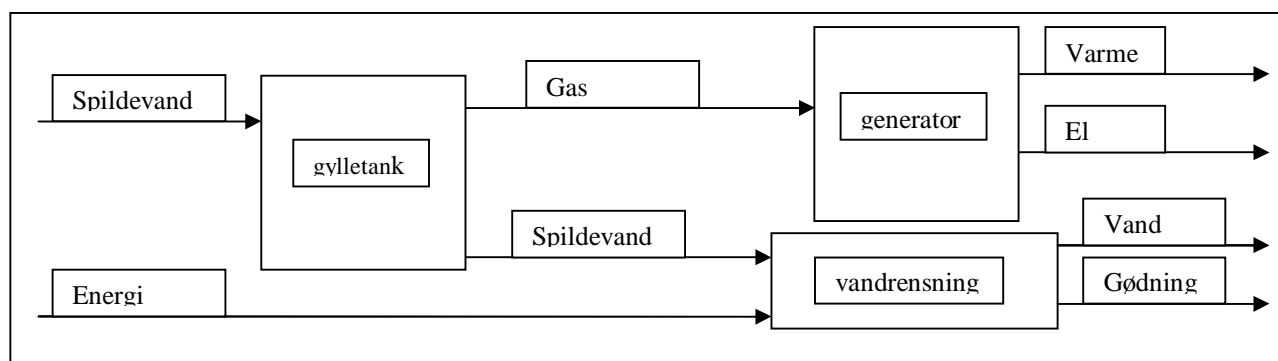 Spildevand
Gas
Varme
generator
El
gylletank
Spildevand
Vand
Energi
vandrensning
Gødning